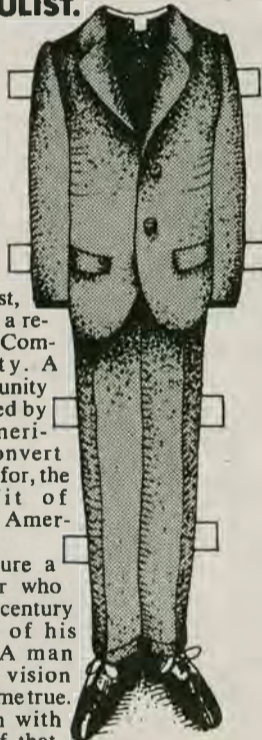 ULIST.
st,
a re-
Com-
ty. A
unity
ed by
meri-
onvert
for, the
it of
Amer-
ure a
r who
century
of his
A man
vision
me true.
n with
f that